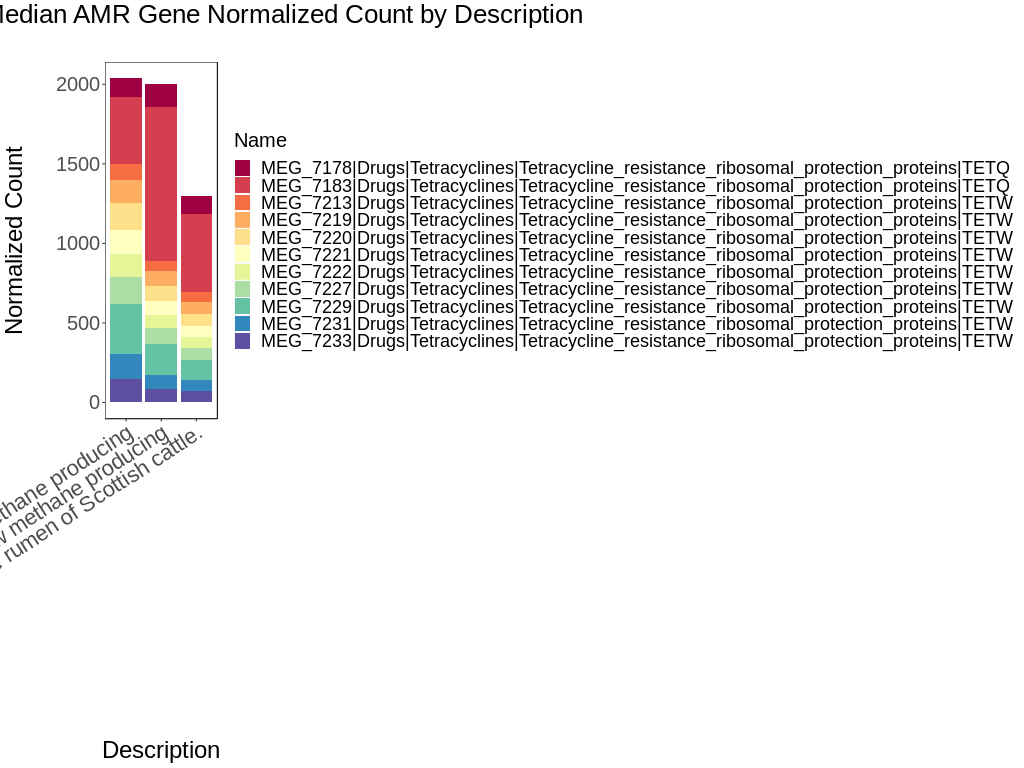 Median AMR Gene Normalized Count by Description
Normalized Count
2000
1500
1000
500
0
methane producing.
methane producing
rumen of Scottish cattle.
Description
Name
MEG_7178|Drugs|Tetracyclines|Tetracycline_resistance_ribosomal_protection_proteins|TETQ
MEG_7183|Drugs|Tetracyclines|Tetracycline_resistance_ribosomal_protection_proteins|TETQ
MEG_7213|Drugs|Tetracyclines|Tetracycline_resistance_ribosomal_protection_proteins|TETW
MEG_7219|Drugs|Tetracyclines|Tetracycline_resistance_ribosomal_protection_proteins|TETW
MEG_7220|Drugs|Tetracyclines|Tetracycline_resistance_ribosomal_protection_proteins|TETW
MEG_7221|Drugs|Tetracyclines|Tetracycline_resistance_ribosomal_protection_proteins|TETW
MEG_7222|Drugs|Tetracyclines|Tetracycline_resistance_ribosomal_protection_proteins|TETW
MEG_7227|Drugs|Tetracyclines|Tetracycline_resistance_ribosomal_protection_proteins|TETW
MEG_7229|Drugs|Tetracyclines|Tetracycline_resistance_ribosomal_protection_proteins|TETW
MEG_7231|Drugs|Tetracyclines|Tetracycline_resistance_ribosomal_protection_proteins|TETW
MEG_7233|Drugs|Tetracyclines|Tetracycline_resistance_ribosomal_protection_proteins|TETW